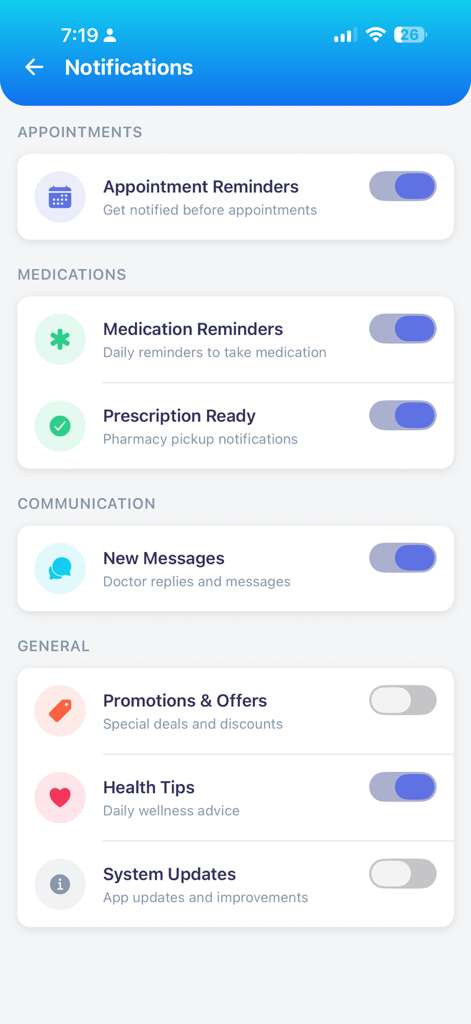 7:19
26
Notifications
APPOINTMENTS
Appointment Reminders
Get notified before appointments
MEDICATIONS
Medication Reminders
Daily reminders to take medication
Prescription Ready
Pharmacy pickup notifications
COMMUNICATION
New Messages
Doctor replies and messages
GENERAL
Promotions & Offers
Special deals and discounts
Health Tips
Daily wellness advice
System Updates
App updates and improvements